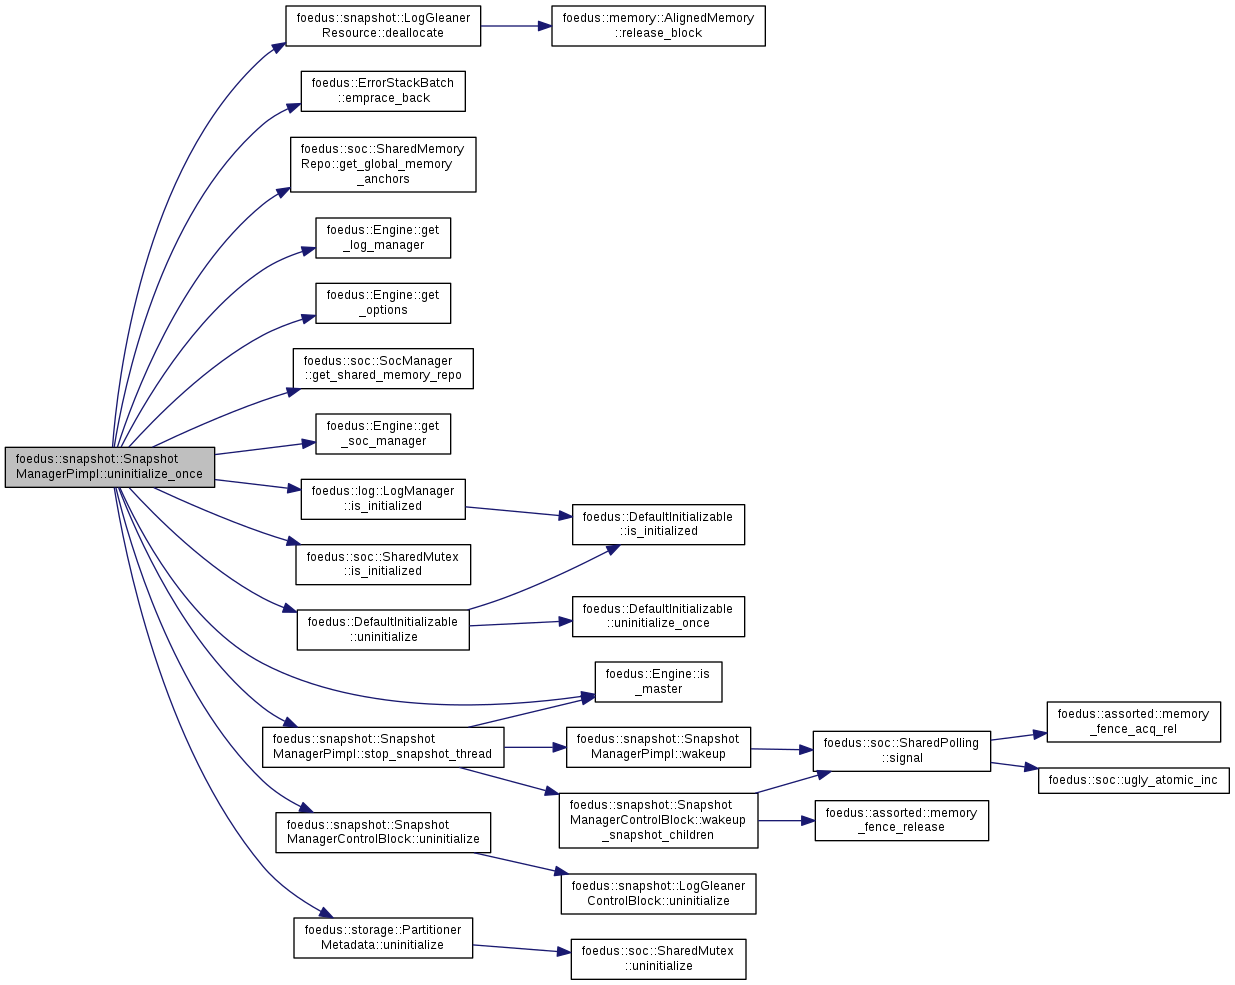 foedus::snapshot::LogGleaner
Resource::deallocate
foedus::memory::AlignedMemory
::release_block
foedus::ErrorStackBatch
::emprace_back
foedus::soc::SharedMemory
Repo::get_global_memory
_anchors
foedus::Engine::get
_log_manager
foedus::Engine::get
_options
foedus::soc::SocManager
::get_shared_memory_repo
foedus::Engine::get
_soc_manager
foedus::snapshot::Snapshot
ManagerPimpl::uninitialize_once
foedus::log::LogManager
::is_initialized
foedus::DefaultInitializable
::is_initialized
foedus::soc::SharedMutex
::is_initialized
foedus::DefaultInitializable
::uninitialize
foedus::DefaultInitializable
::uninitialize_once
foedus::Engine::is
_master
foedus::snapshot::Snapshot
ManagerPimpl::stop_snapshot_thread
foedus::snapshot::Snapshot
ManagerPimpl::wakeup
foedus::soc::SharedPolling
::signal
foedus::assorted::memory
_fence_acq_rel
foedus::soc::ugly_atomic_inc
foedus::snapshot::Snapshot
ManagerControlBlock::wakeup
_snapshot_children
foedus::assorted::memory
_fence_release
foedus::snapshot::Snapshot
ManagerControlBlock::uninitialize
foedus::snapshot::LogGleaner
ControlBlock::uninitialize
foedus::storage::Partitioner
Metadata::uninitialize
foedus::soc::SharedMutex
::uninitialize